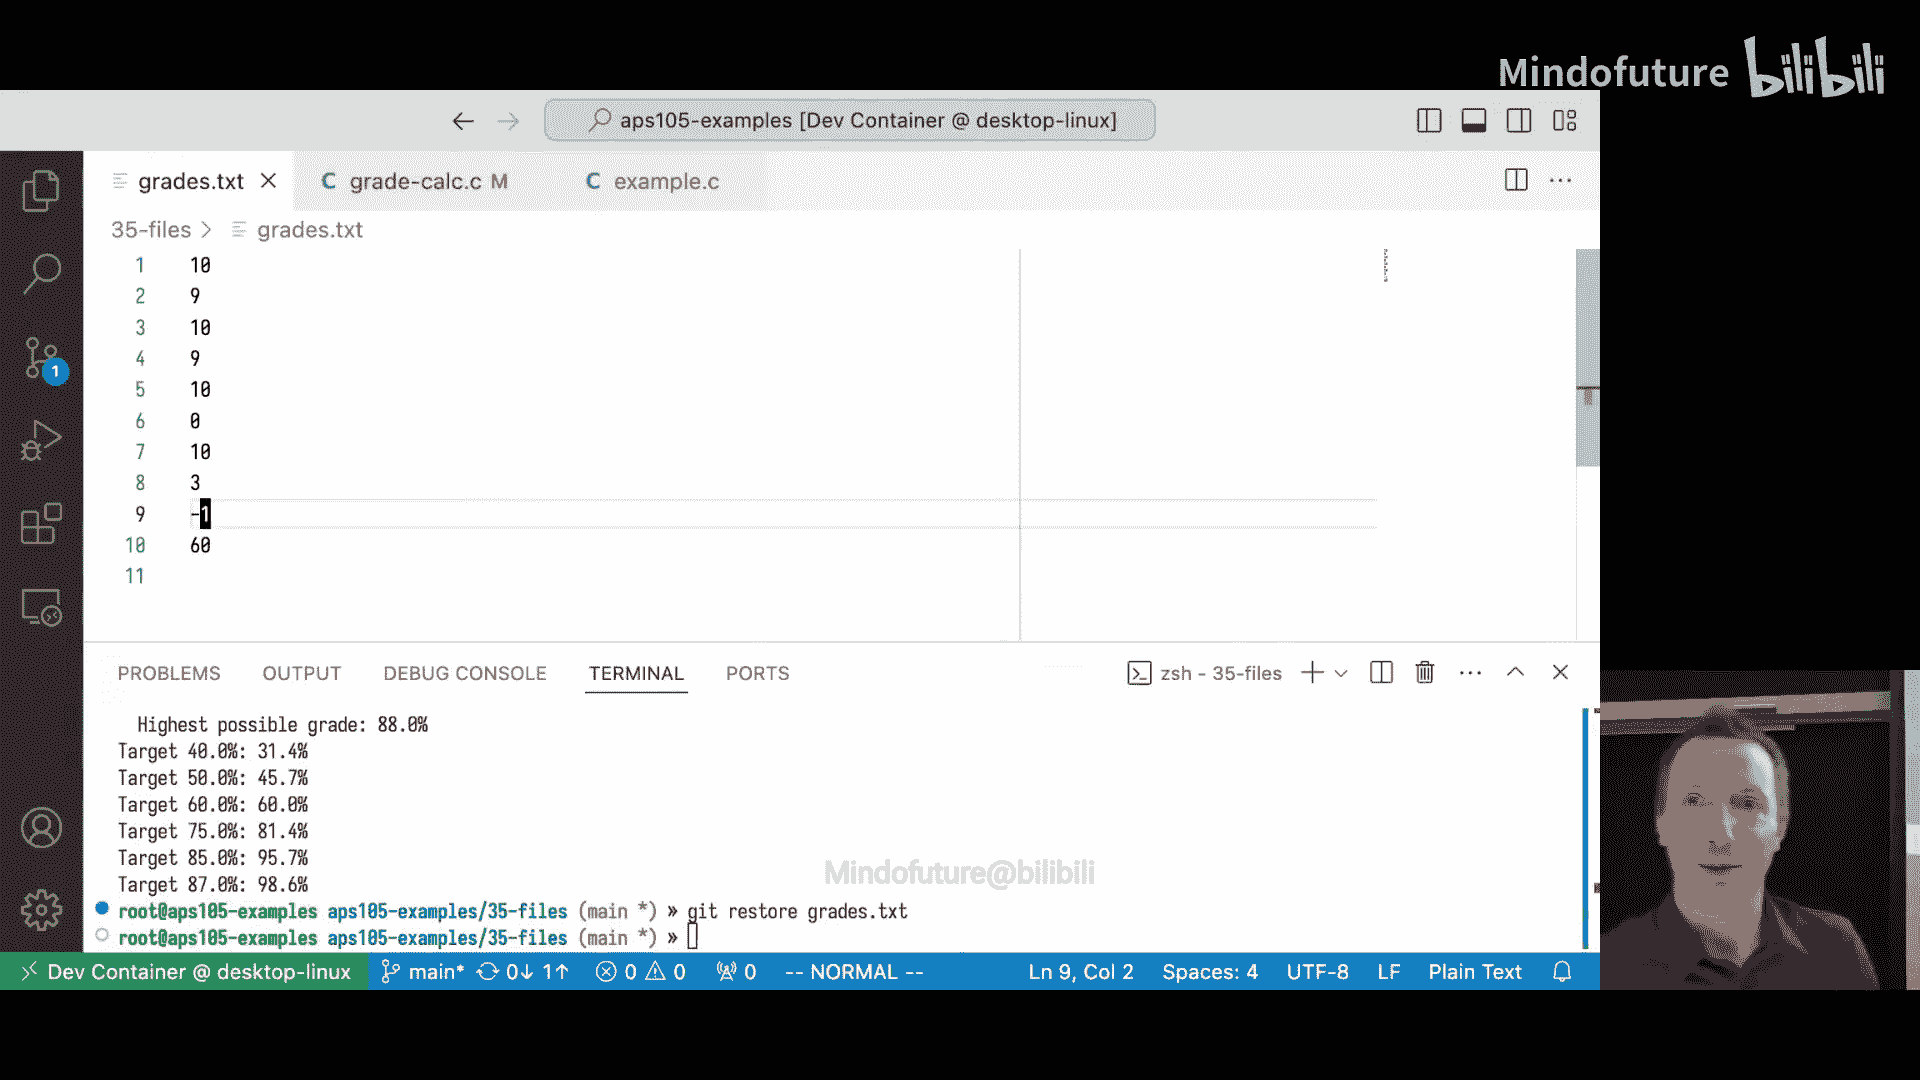 Mindofuture bilibili
aps105-examples [Dev Container @ desktop-linux]
grades.txt
C grade-calc.c M
C example.c
35-files > grades.txt
1 10
2 9
3 10
4 9
5 10
6 0
7 10
8 3
9 -1
10 60
11
1
PROBLEMS OUTPUT DEBUG CONSOLE TERMINAL PORTS
zsh - 35-files
Highest possible grade: 88.0%
Target 40.0%: 31.4%
Target 50.0%: 45.7%
Target 60.0%: 60.0%
Target 75.0%: 81.4%
Target 85.0%: 95.7%
Target 87.0%: 98.6%
Mindofuture@bilibili
root@aps105-examples aps105-examples/35-files (main *) » git restore grades.txt
root@aps105-examples aps105-examples/35-files (main *) »
Dev Container @ desktop-linux main* 0↓ 1↑ 0 0 0 -- NORMAL -- Ln 9, Col 2 Spaces: 4 UTF-8 LF Plain Text